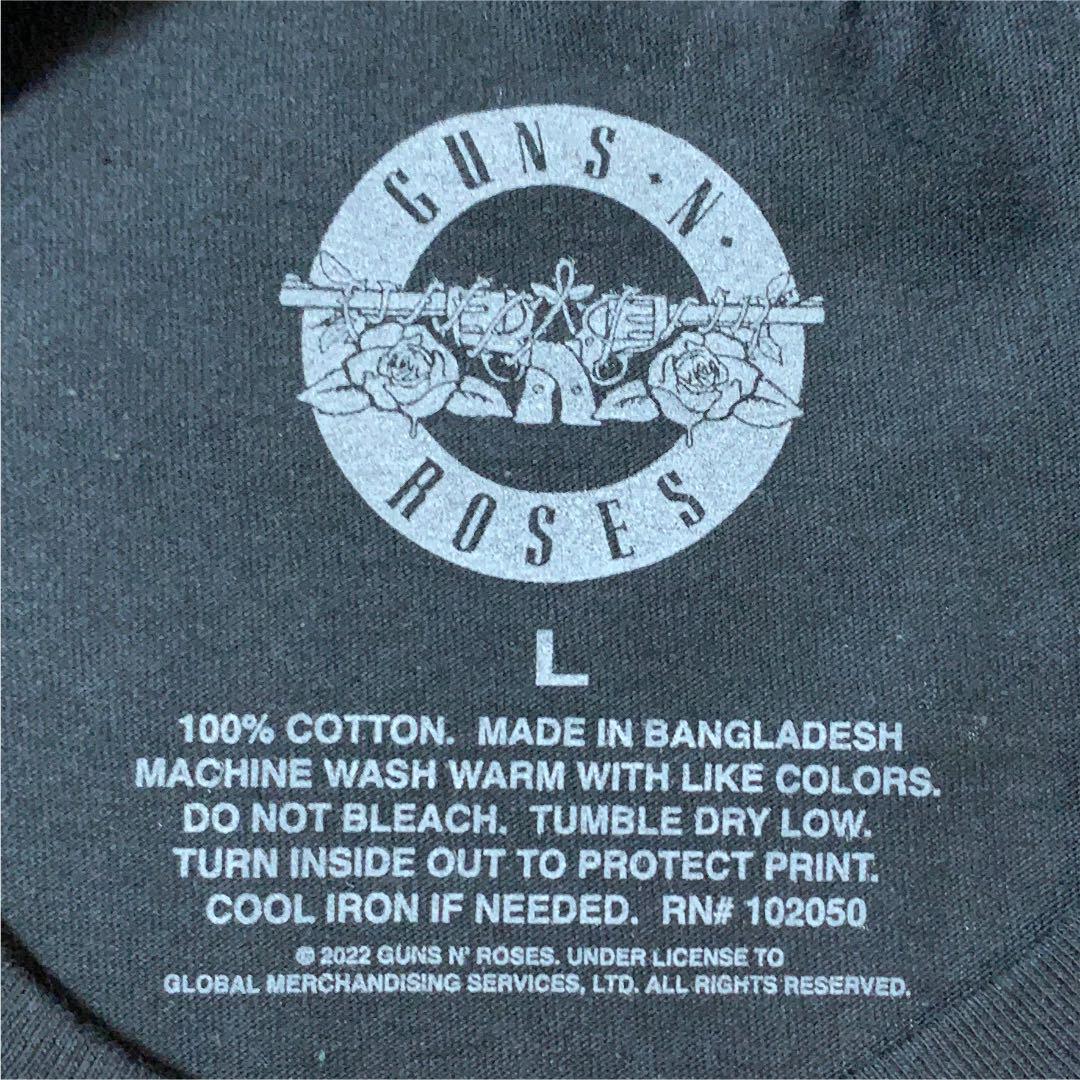 GUNS • N •
ROSES
L
100% COTTON. MADE IN BANGLADESH
MACHINE WASH WARM WITH LIKE COLORS.
DO NOT BLEACH. TUMBLE DRY LOW.
TURN INSIDE OUT TO PROTECT PRINT.
COOL IRON IF NEEDED. RN# 102050
© 2022 GUNS N' ROSES. UNDER LICENSE TO
GLOBAL MERCHANDISING SERVICES, LTD. ALL RIGHTS RESERVED.